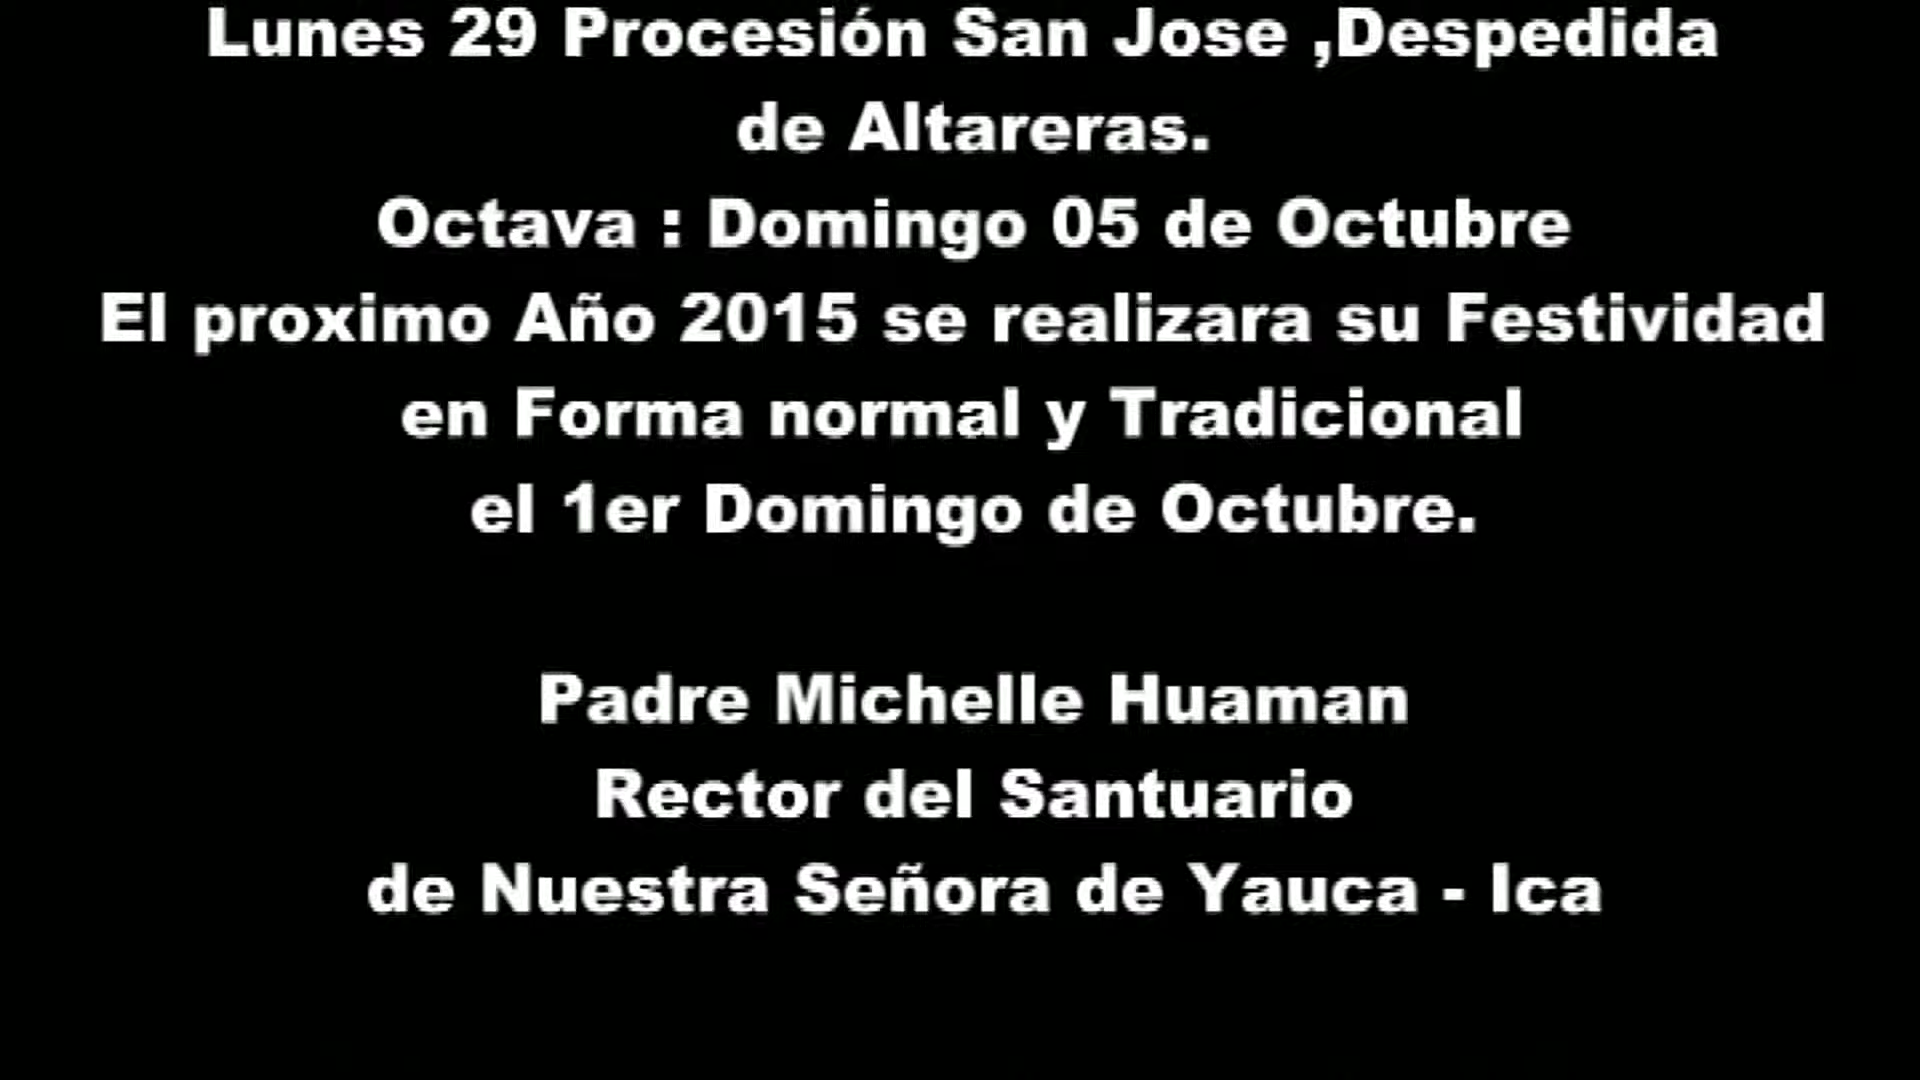 Lunes 29 Procesión San Jose ,Despedida
de Altareras.
Octava : Domingo 05 de Octubre
El proximo Año 2015 se realizara su Festividad
en Forma normal y Tradicional
el 1er Domingo de Octubre.
Padre Michelle Huaman
Rector del Santuario
de Nuestra Señora de Yauca - Ica